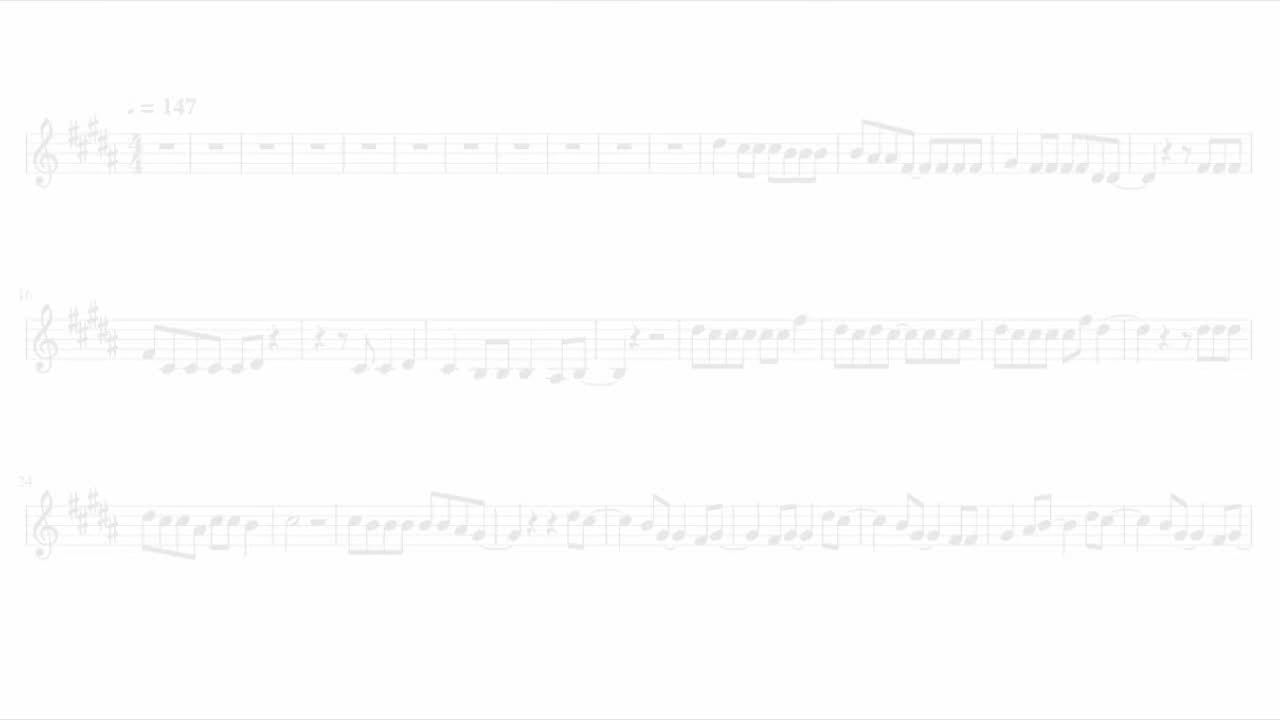 ♩. = 147
16
24